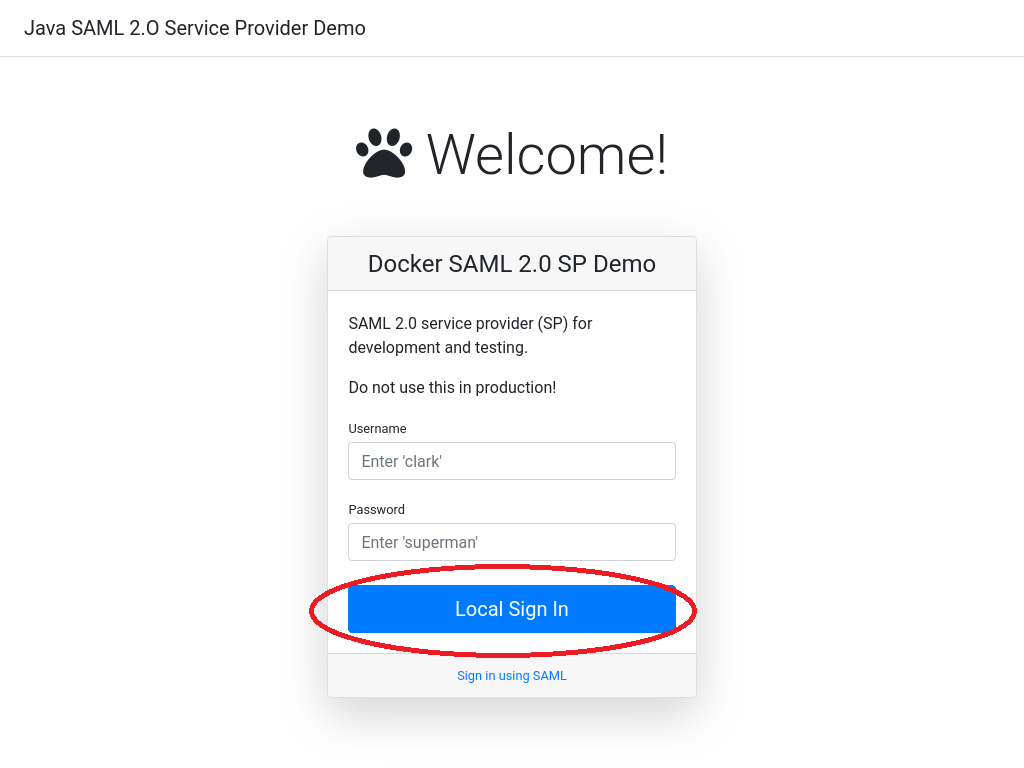 Java SAML 2.O Service Provider Demo
Welcome!
Docker SAML 2.0 SP Demo
SAML 2.0 service provider (SP) for
development and testing.
Do not use this in production!
Username
Enter 'clark'
Password
Enter 'superman'
Local Sign In
Sign in using SAML